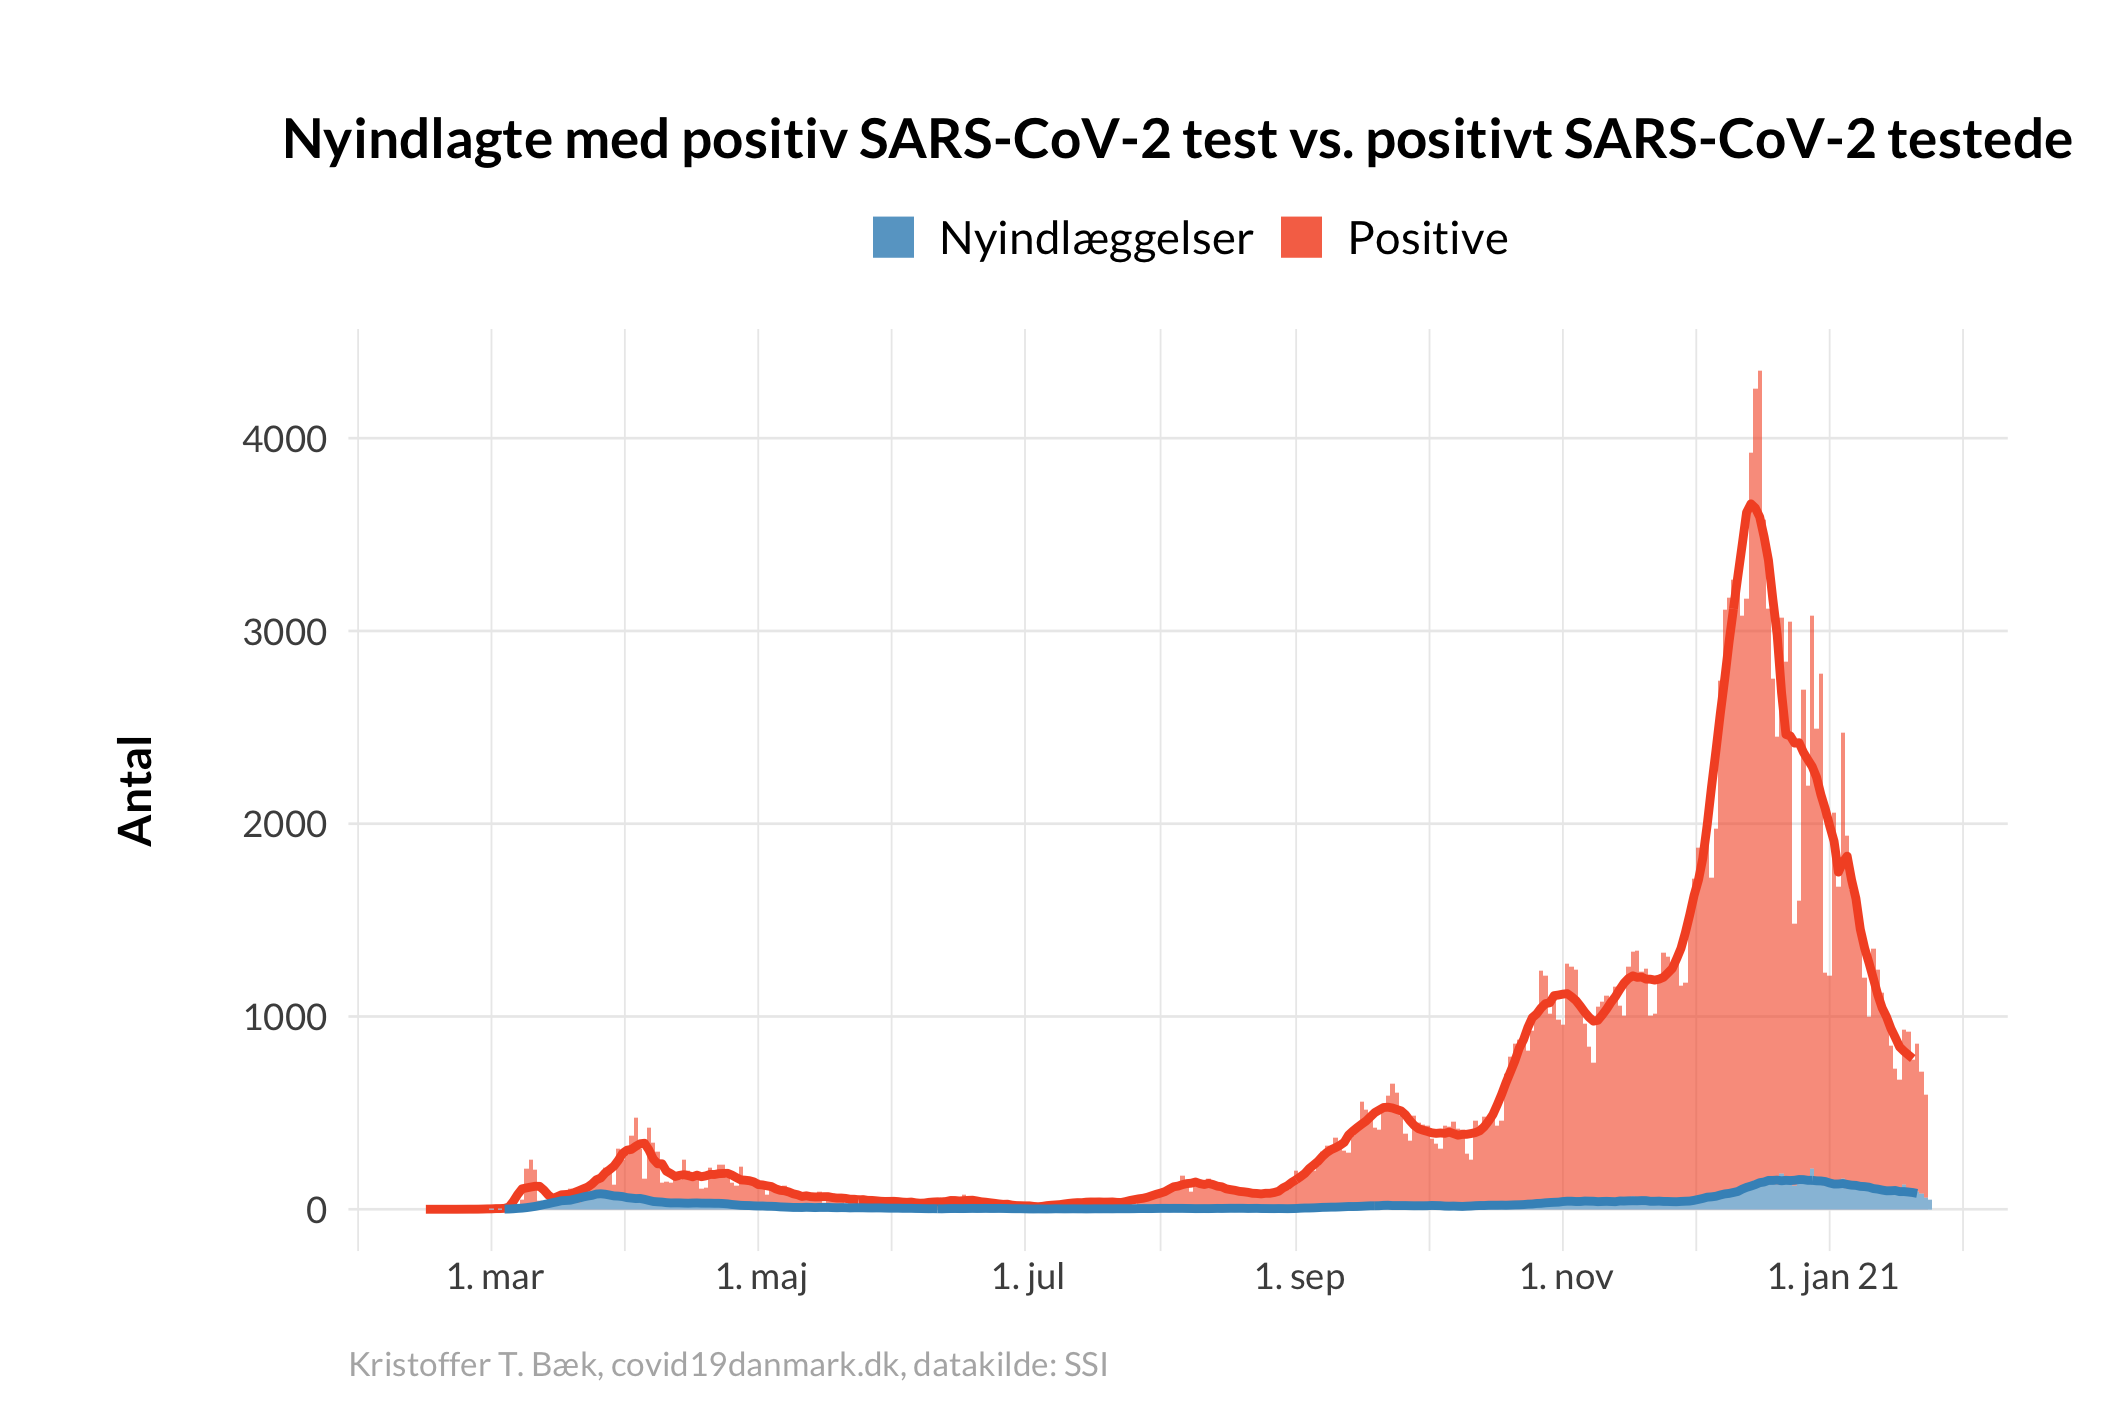 Nyindlagte med positiv SARS-CoV-2 test vs. positivt SARS-CoV-2 testede
Nyindlæggelser Positive
Antal
4000
3000
2000
1000
0
1. mar 1. maj 1. jul 1. sep 1. nov 1. jan 21
Kristoffer T. Bæk, covid19danmark.dk, datakilde: SSI